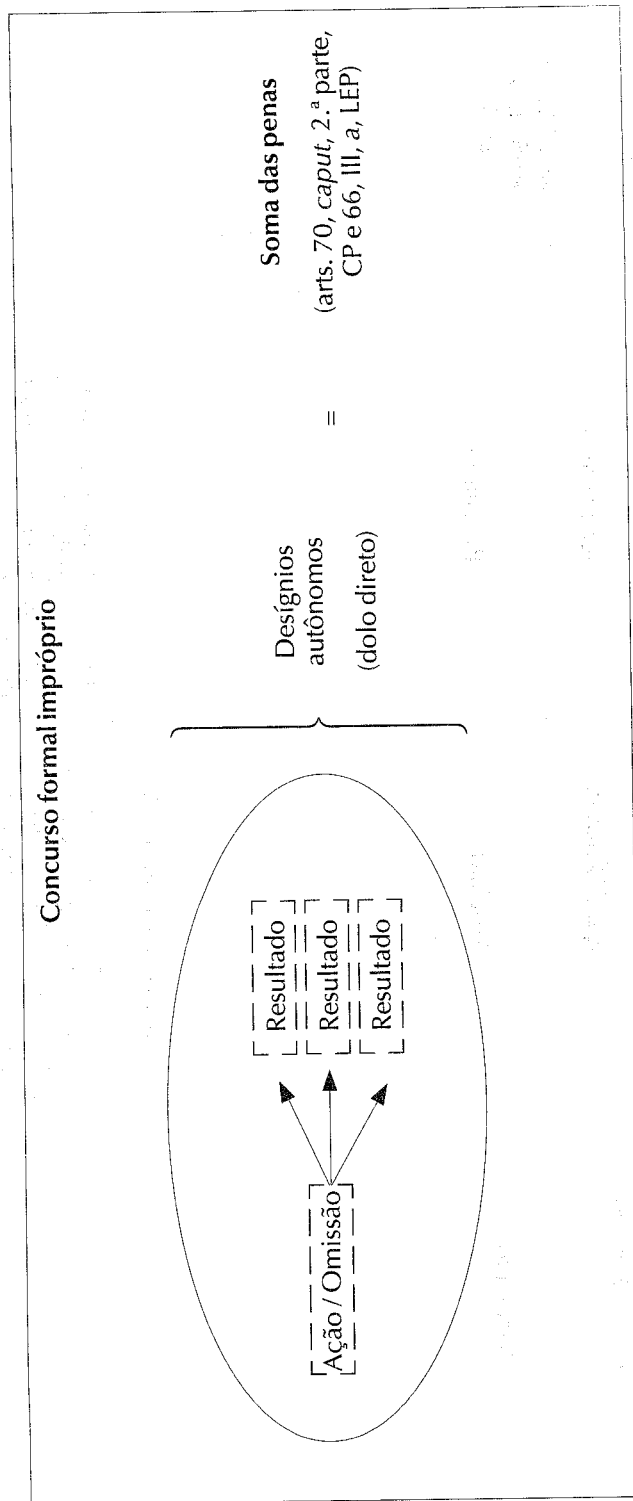 Concurso formal impróprio
Ação / Omissão
Resultado
Resultado
Resultado
Desígnios
autônomos
(dolo direto)
=
Soma das penas
(arts. 70, caput, 2.ª parte,
CP e 66, III, a, LEP)